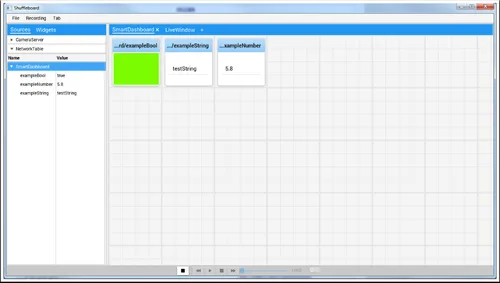 Shuffleboard
File Recording Tab
Sources Widgets
SmartDashboard LiveWindow +
CameraServer
NetworkTable
...rd/exampleBool .../exampleString ...xampleNumber
Name Value
SmartDashboard
exampleBool true
exampleNumber 5.8
exampleString testString
testString 5.8